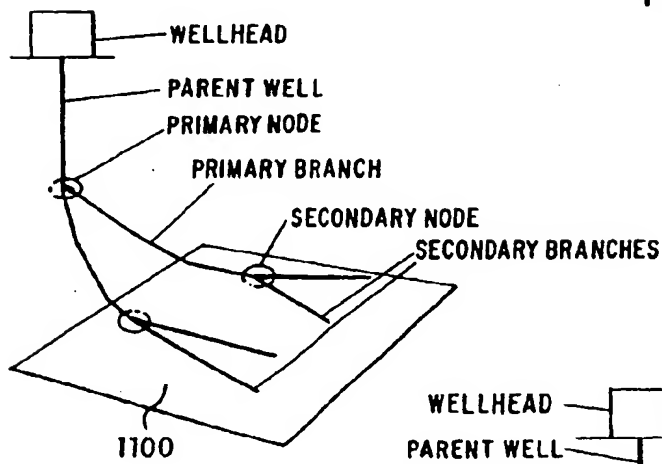 WELLHEAD
PARENT WELL
PRIMARY NODE
PRIMARY BRANCH
SECONDARY NODE
SECONDARY BRANCHES
1100
WELLHEAD
PARENT WELL